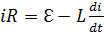 iR = ℇ − L di/dt